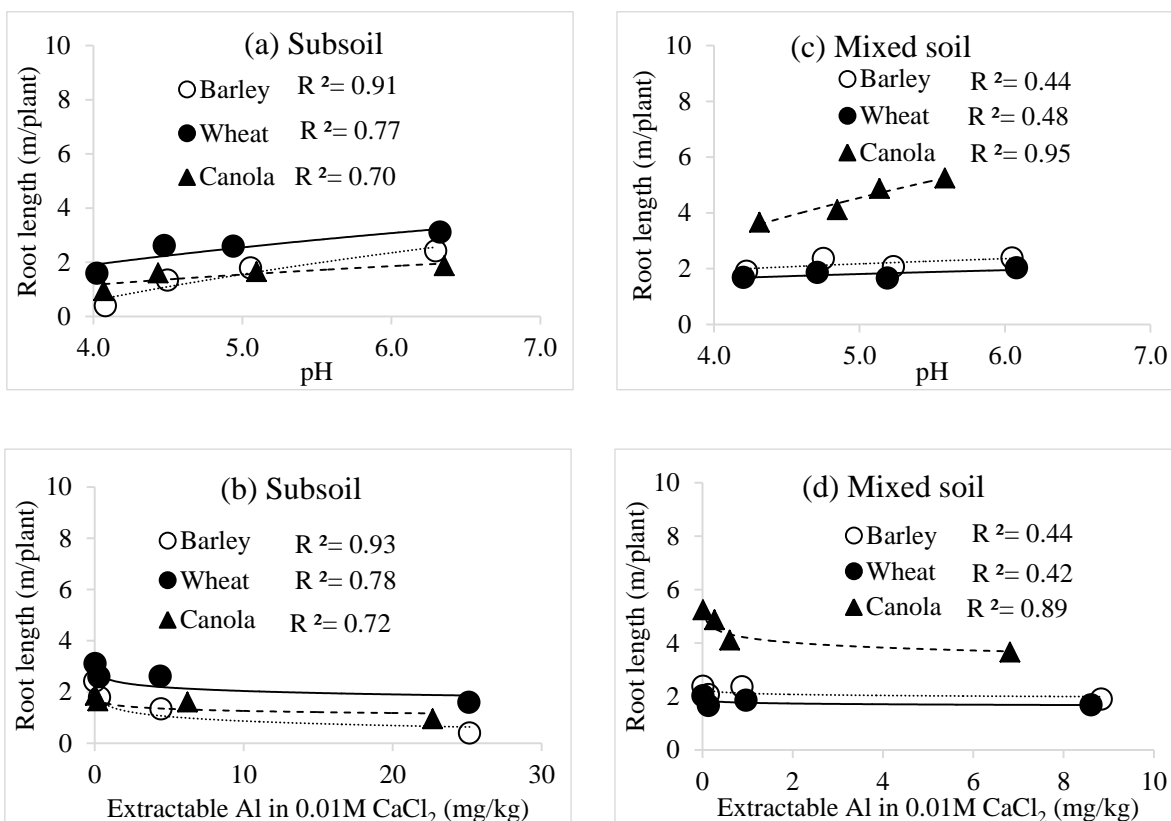 (a) Subsoil
Root length (m/plant)
10
8
6
4
2
0
Barley R ²= 0.91
Wheat R ²= 0.77
Canola R ²= 0.70
4.0 5.0 6.0 7.0
pH
(c) Mixed soil
Root length (m/plant)
10
8
6
4
2
0
Barley R ²= 0.44
Wheat R ²= 0.48
Canola R ²= 0.95
4.0 5.0 6.0 7.0
pH
(b) Subsoil
Root length (m/plant)
10
8
6
4
2
0
Barley R ²= 0.93
Wheat R ²= 0.78
Canola R ²= 0.72
0 10 20 30
Extractable Al in 0.01M CaCl₂ (mg/kg)
(d) Mixed soil
Root length (m/plant)
10
8
6
4
2
0
Barley R ²= 0.44
Wheat R ²= 0.42
Canola R ²= 0.89
0 2 4 6 8 10
Extractable Al in 0.01M CaCl₂ (mg/kg)